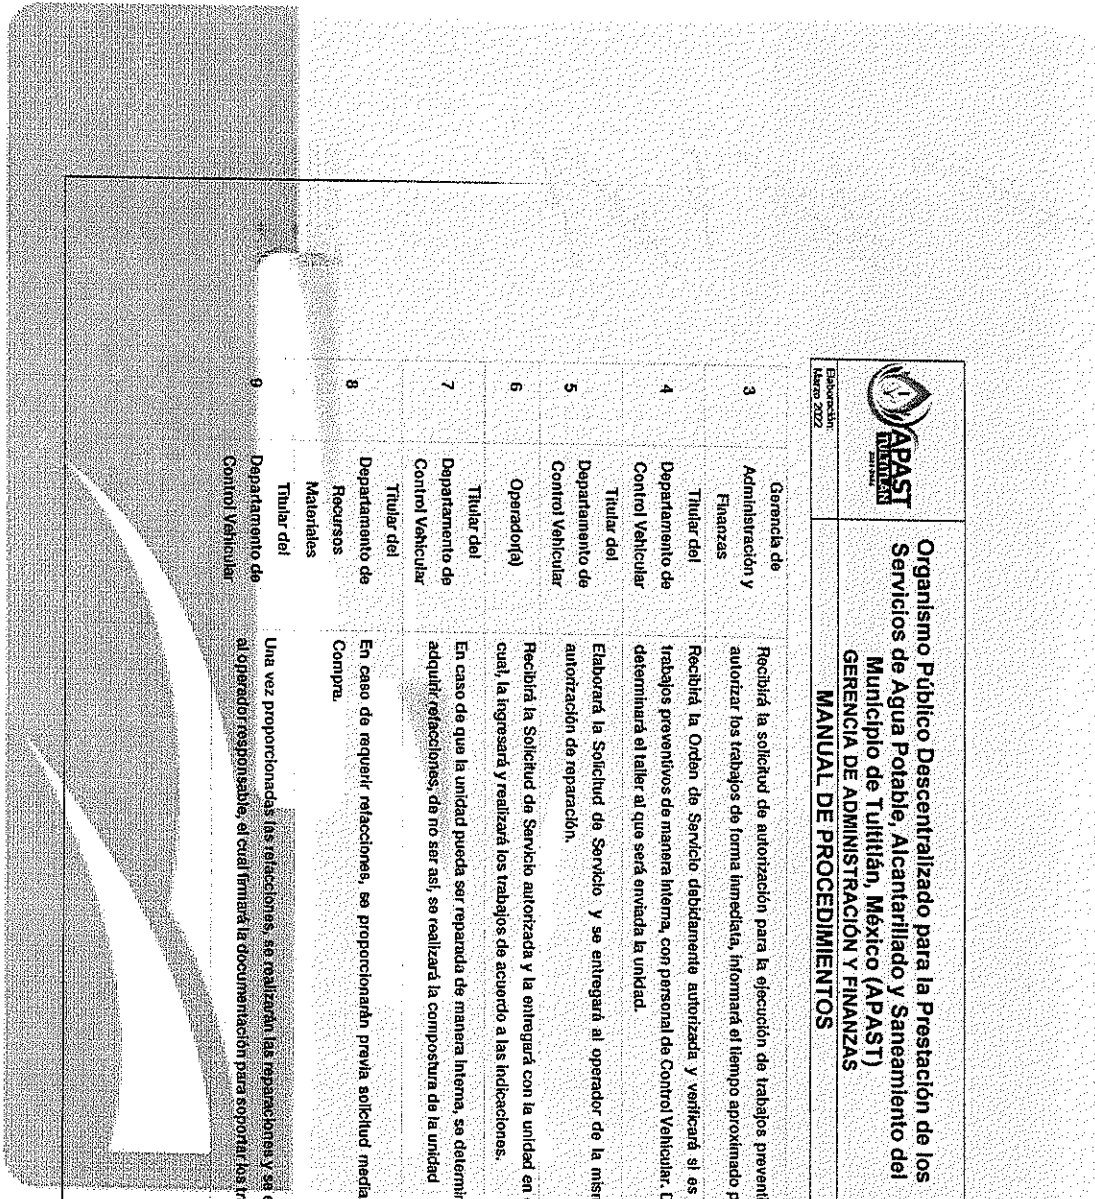 APAST
TULTITLÁN
Organismo Público Descentralizado para la Prestación de los
Servicios de Agua Potable, Alcantarillado y Saneamiento del
Municipio de Tultitlán, México (APAST)
GERENCIA DE ADMINISTRACIÓN Y FINANZAS
Elaboración:
Marzo 2022
MANUAL DE PROCEDIMIENTOS
3
Gerencia de
Administración y
Finanzas
Recibirá la solicitud de autorización para la ejecución de trabajos preventi
autorizar los trabajos de forma inmediata, informará el tiempo aproximado p
4
Titular del
Departamento de
Control Vehicular
Recibirá la Orden de Servicio debidamente autorizada y verificará si es
trabajos preventivos de manera interna, con personal de Control Vehicular. D
determinará el taller al que será enviada la unidad.
5
Titular del
Departamento de
Control Vehicular
Elaborará la Solicitud de Servicio y se entregará al operador de la mism
autorización de reparación.
6
Operador(a)
Recibirá la Solicitud de Servicio autorizada y la entregará con la unidad en
cual, la ingresará y realizará los trabajos de acuerdo a las indicaciones.
7
Titular del
Departamento de
Control Vehicular
En caso de que la unidad pueda ser reparada de manera interna, se determin
adquirir refacciones, de no ser así, se realizará la compostura de la unidad
8
Titular del
Departamento de
Recursos
Materiales
En caso de requerir refacciones, se proporcionarán previa solicitud media
Compra.
9
Titular del
Departamento de
Control Vehicular
Una vez proporcionadas las refacciones, se realizarán las reparaciones y se e
al operador responsable, el cual firmará la documentación para soportar los tr